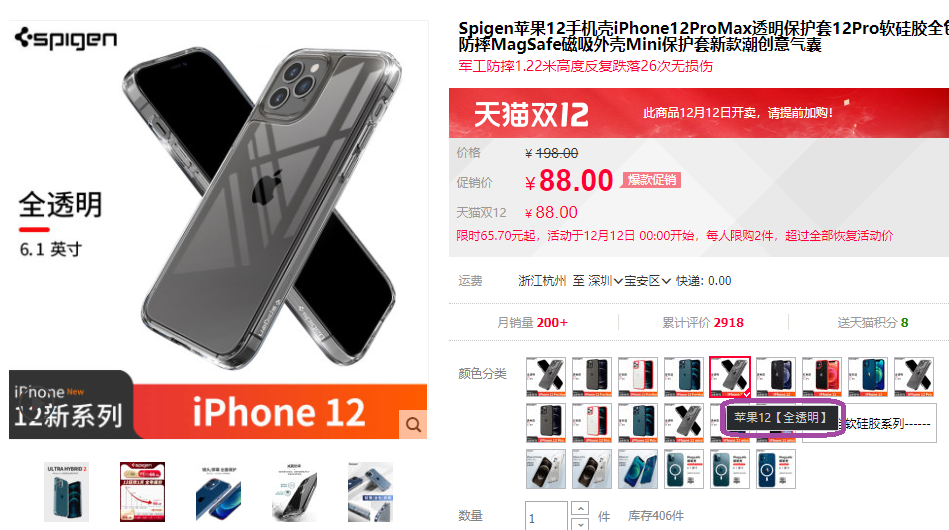 spigen
全透明
6.1 英寸
iPhone New
12新系列
iPhone 12
ULTRA HYBRID 2
spigen
Spigen苹果12手机壳iPhone12ProMax透明保护套12Pro软硅胶全包
防摔MagSafe磁吸外壳Mini保护套新款潮创意气囊
军工防摔1.22米高度反复跌落26次无损伤
天猫双12
此商品12月12日开卖，请提前加购！
价格
¥ 198.00
促销价
¥ 88.00
爆款促销
天猫双12
¥ 88.00
限时65.70元起，活动于12月12日 00:00开始，每人限购2件，超过全部恢复活动价
运费
浙江杭州 至 深圳 宝安区 快递: 0.00
月销量 200+
累计评价 2918
送天猫积分 8
颜色分类
苹果12【全透明】
软硅胶系列------
数量
1
件
库存406件